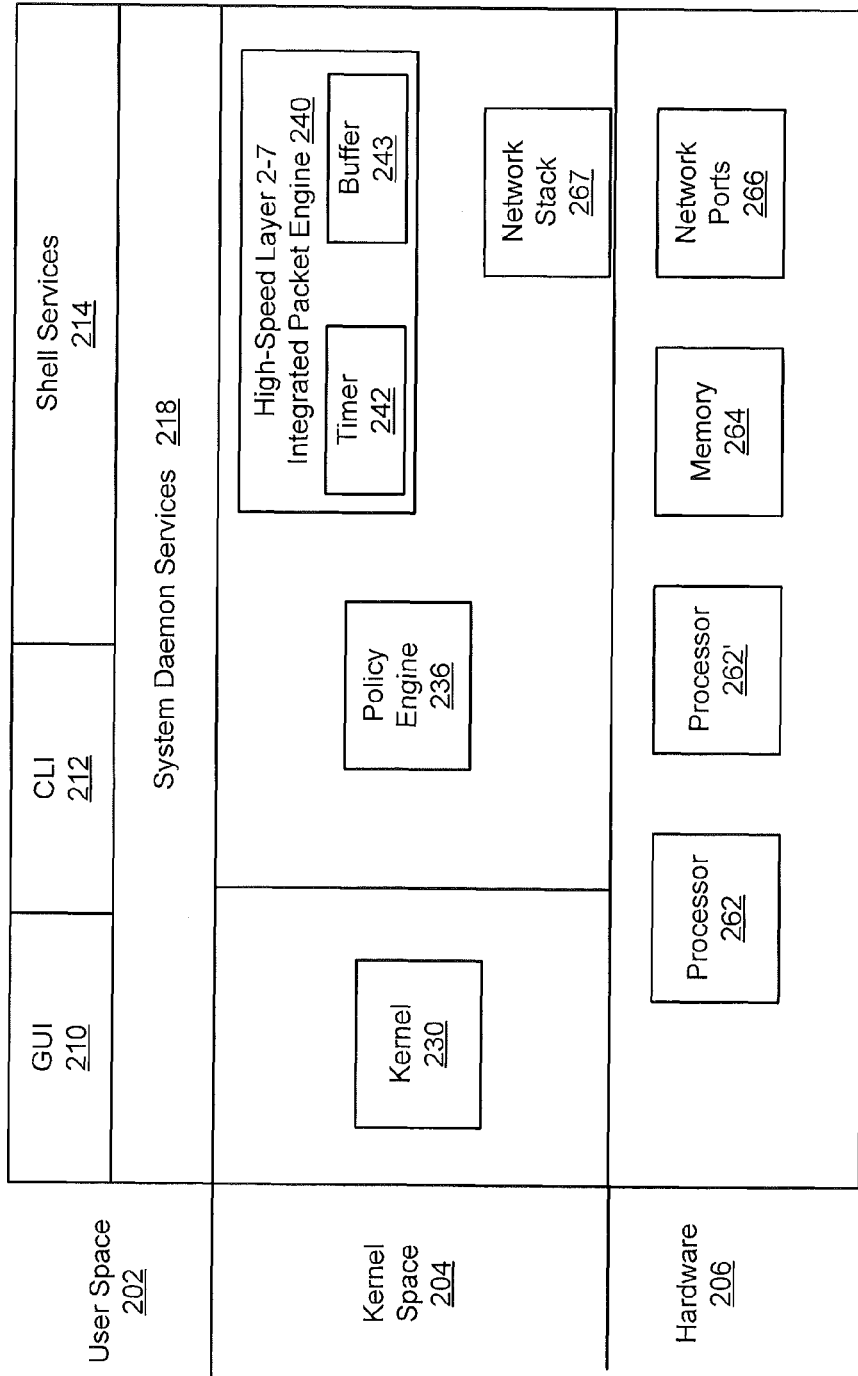 User Space
202
GUI
210
CLI
212
Shell Services
214
System Daemon Services 218
Kernel
Space
204
Kernel
230
Policy
Engine
236
High-Speed Layer 2-7
Integrated Packet Engine 240
Timer
242
Buffer
243
Network
Stack
267
Hardware
206
Processor
262
Processor
262'
Memory
264
Network
Ports
266